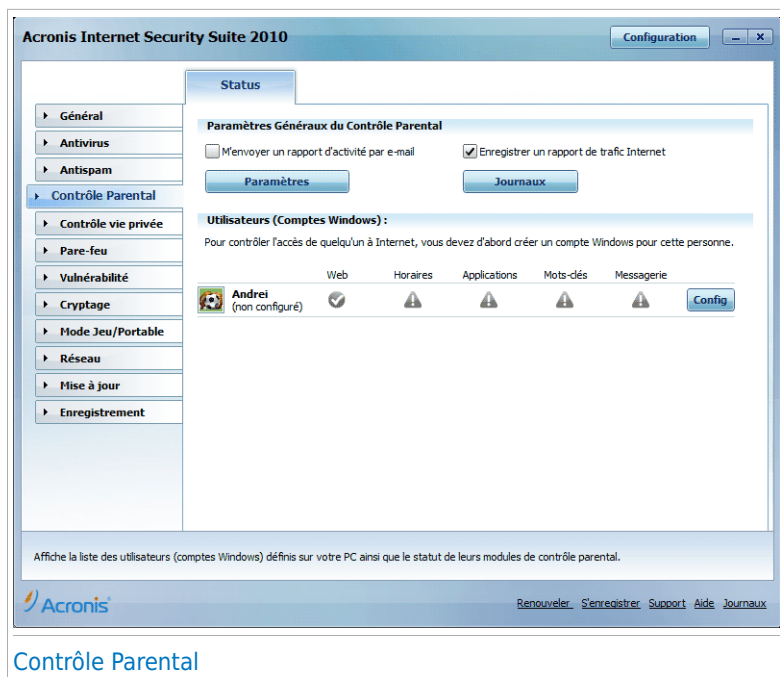 Acronis Internet Security Suite 2010
Configuration
Status
Général
Antivirus
Antispam
Contrôle Parental
Contrôle vie privée
Pare-feu
Vulnérabilité
Cryptage
Mode Jeu/Portable
Réseau
Mise à jour
Enregistrement
Paramètres Généraux du Contrôle Parental
M'envoyer un rapport d'activité par e-mail
Enregistrer un rapport de trafic Internet
Paramètres
Journaux
Utilisateurs (Comptes Windows) :
Pour contrôler l'accès de quelqu'un à Internet, vous devez d'abord créer un compte Windows pour cette personne.
Web Horaires Applications Mots-clés Messagerie
Andrei
(non configuré)
Config
Affiche la liste des utilisateurs (comptes Windows) définis sur votre PC ainsi que le statut de leurs modules de contrôle parental.
Acronis
Renouveler S'enregistrer Support Aide Journaux
Contrôle Parental